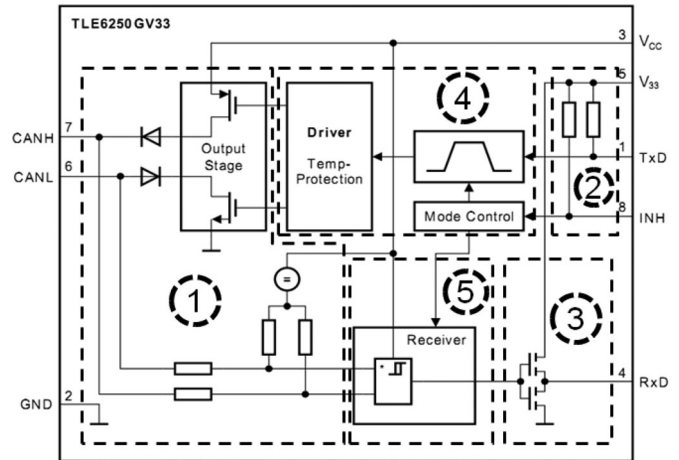 TLE6250GV33
3 VCC
5 V33
4
7 CANH
Driver
6 CANL
Output
Stage
Temp-
Protection
1 TxD
2
Mode Control
8 INH
=
1
5
3
Receiver
*
4 RxD
2 GND